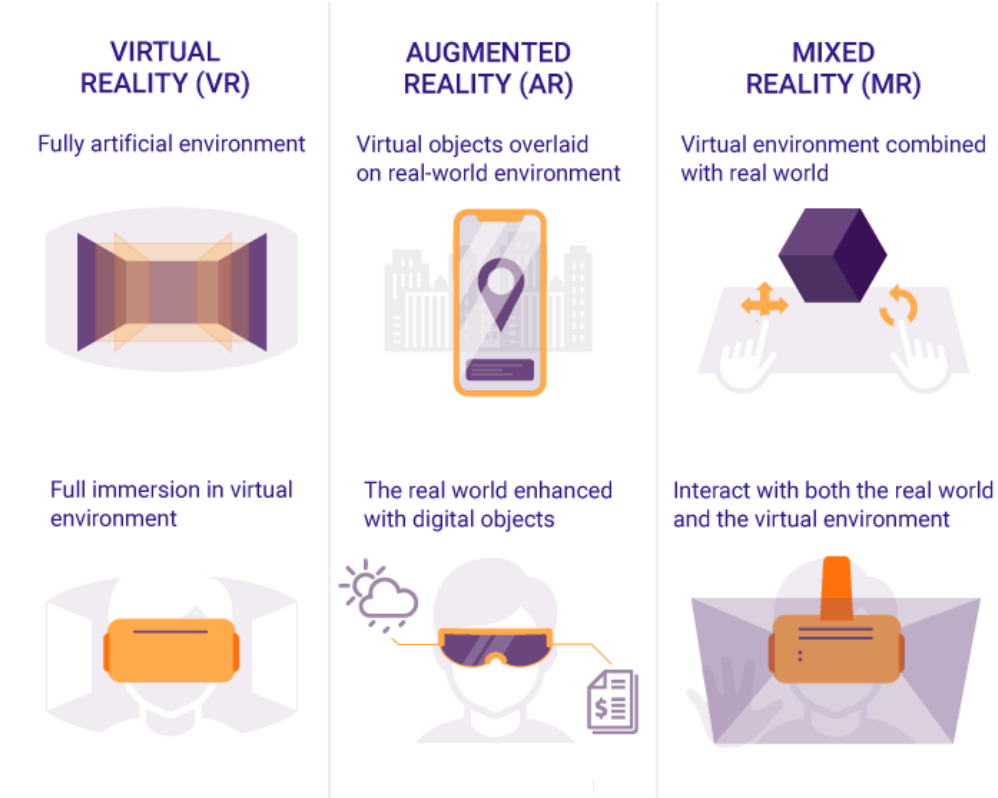 VIRTUAL
REALITY (VR)
Fully artificial environment
Full immersion in virtual
environment
AUGMENTED
REALITY (AR)
Virtual objects overlaid
on real-world environment
The real world enhanced
with digital objects
$
MIXED
REALITY (MR)
Virtual environment combined
with real world
Interact with both the real world
and the virtual environment